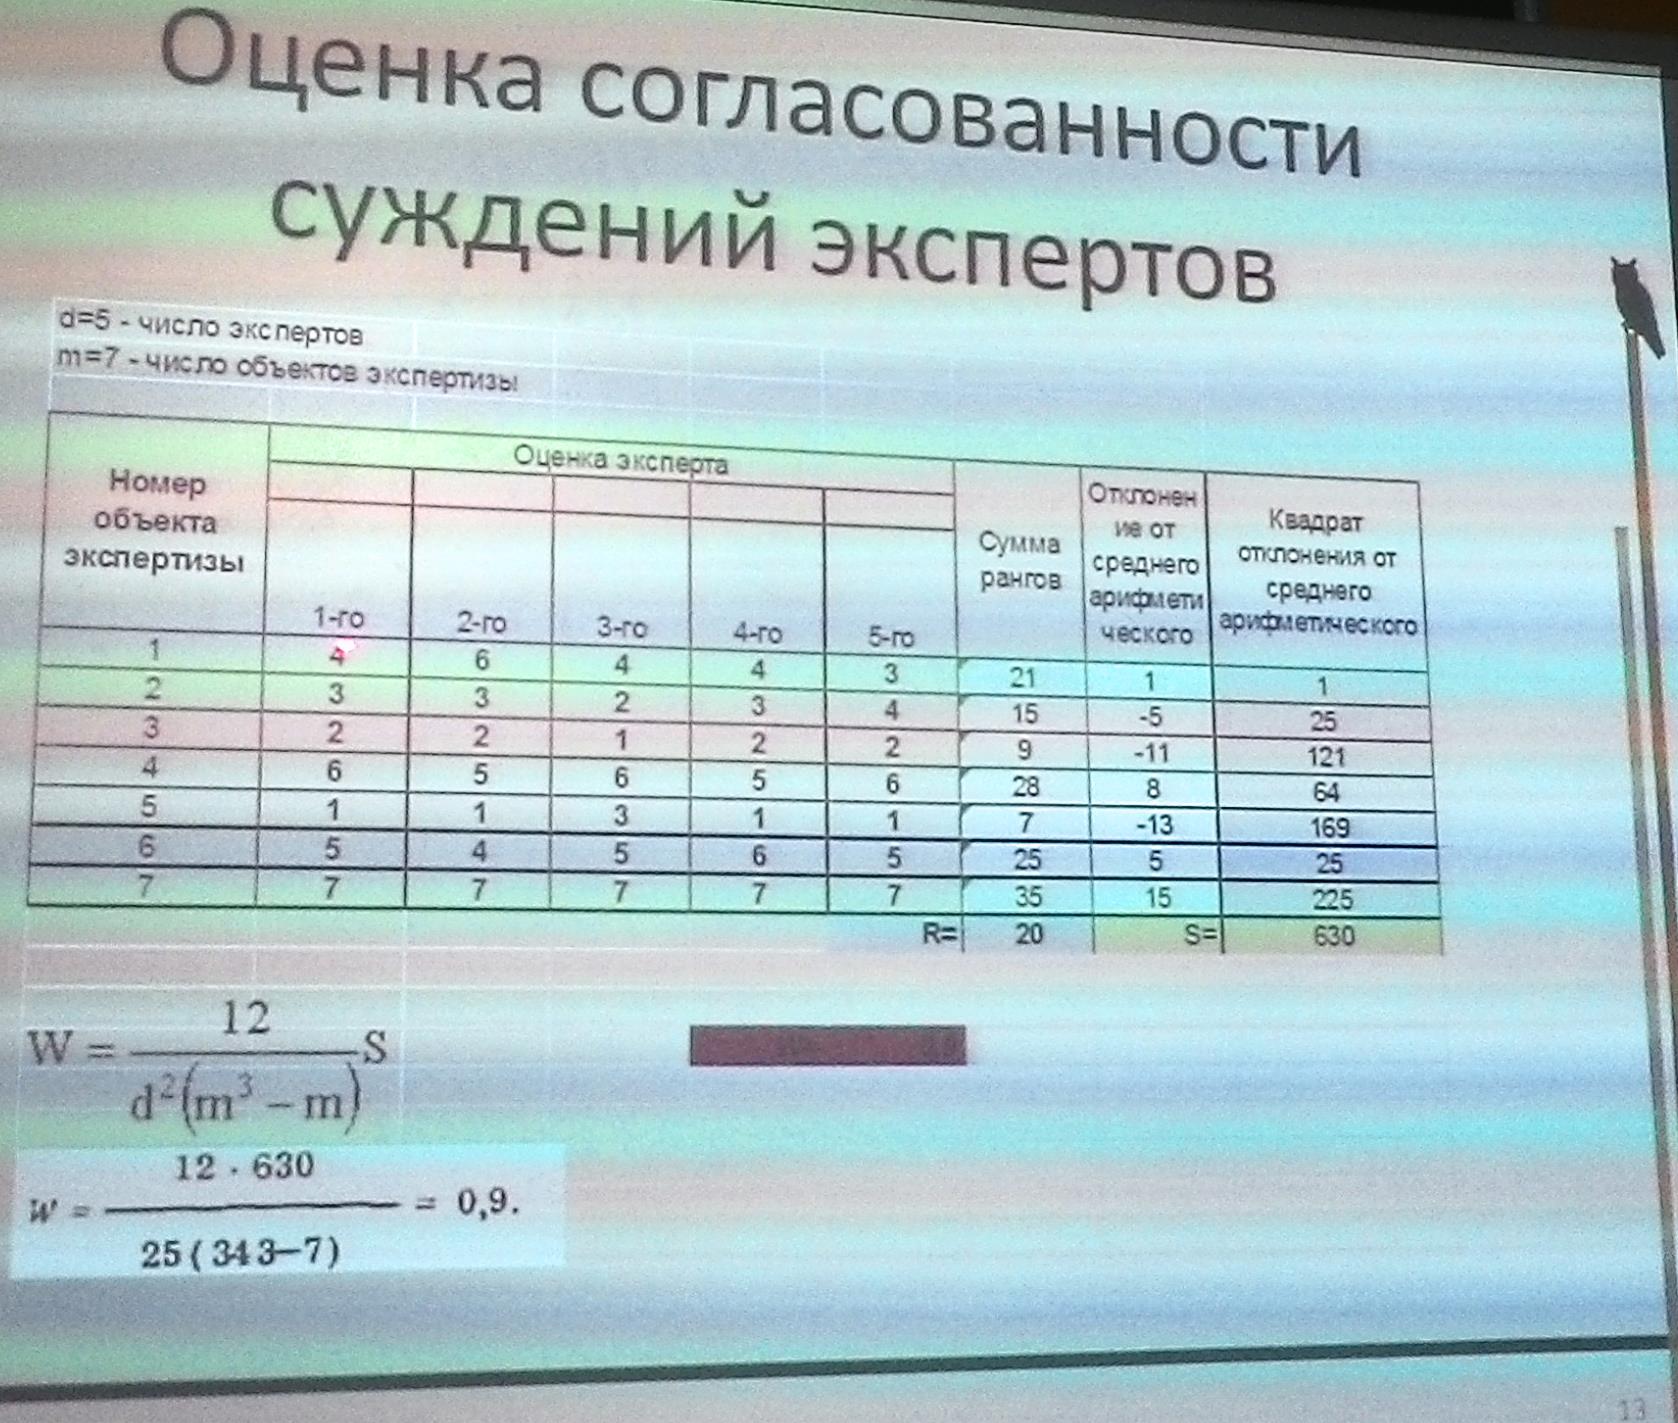 Оценка согласованности
суждений экспертов
d=5 - число экспертов
m=7 - число объектов экспертизы
Номер объекта экспертизы Оценка эксперта Сумма рангов Отклонение от среднего арифметического Квадрат отклонения от среднего арифметического
1-го 2-го 3-го 4-го 5-го
1 4 6 4 4 3 21 1 1
2 3 3 2 3 4 15 -5 25
3 2 2 1 2 2 9 -11 121
4 6 5 6 5 6 28 8 64
5 1 1 3 1 1 7 -13 169
6 5 4 5 6 5 25 5 25
7 7 7 7 7 7 35 15 225
R= 20 S= 630
W = 12 / d²(m³ – m) S
W = 12 · 630 / 25(343–7) = 0,9.
13